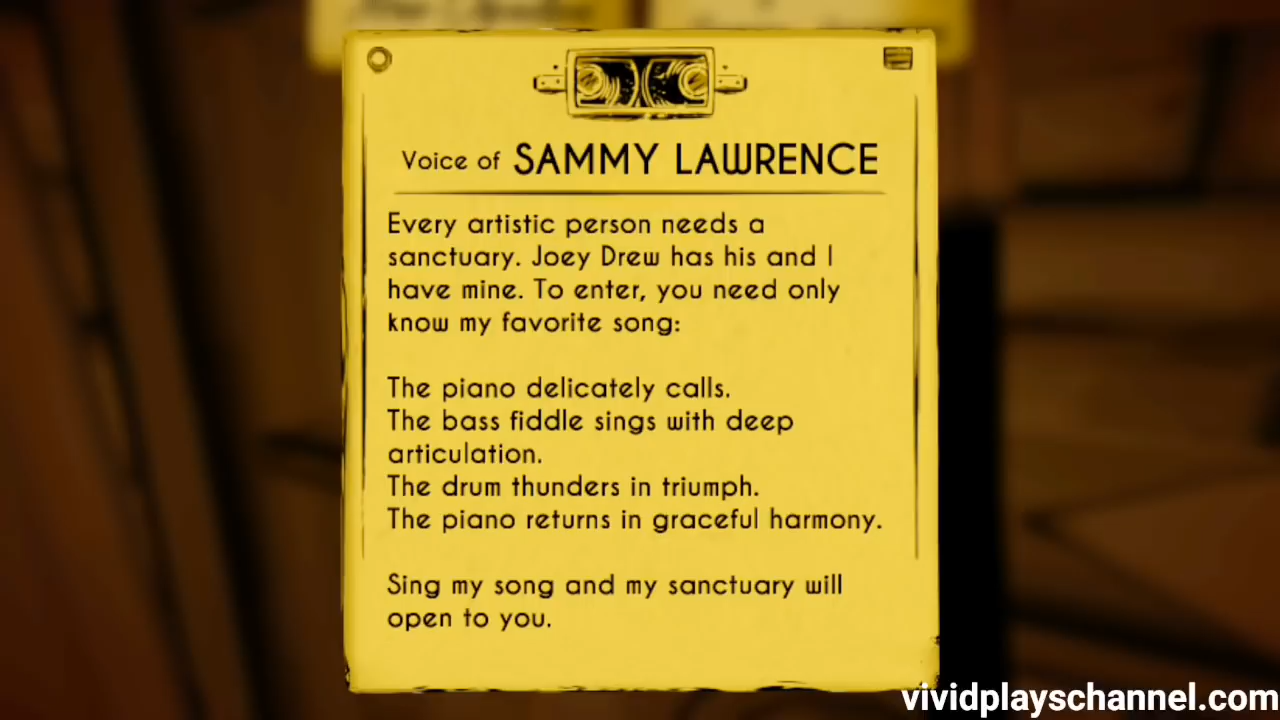 Voice of SAMMY LAWRENCE
Every artistic person needs a
sanctuary. Joey Drew has his and I
have mine. To enter, you need only
know my favorite song:
The piano delicately calls.
The bass fiddle sings with deep
articulation.
The drum thunders in triumph.
The piano returns in graceful harmony.
Sing my song and my sanctuary will
open to you.
vividplayschannel.com